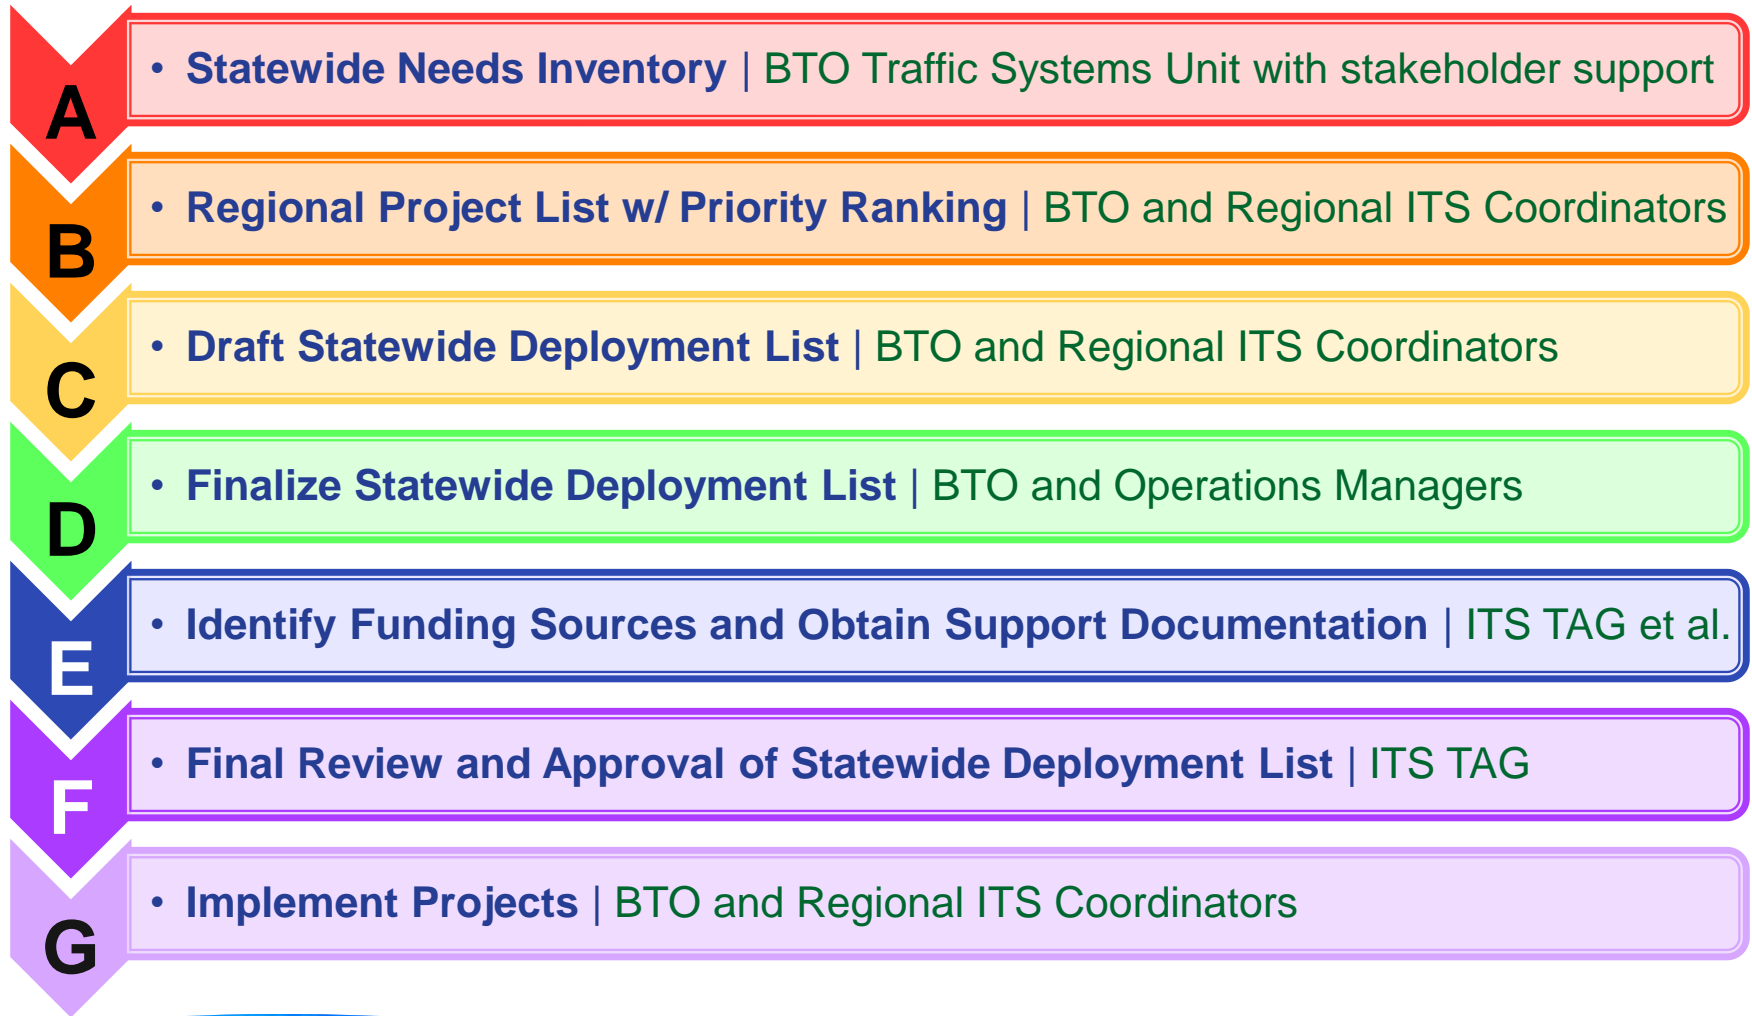 A
• Statewide Needs Inventory | BTO Traffic Systems Unit with stakeholder support
B
• Regional Project List w/ Priority Ranking | BTO and Regional ITS Coordinators
C
• Draft Statewide Deployment List | BTO and Regional ITS Coordinators
D
• Finalize Statewide Deployment List | BTO and Operations Managers
E
• Identify Funding Sources and Obtain Support Documentation | ITS TAG et al.
F
• Final Review and Approval of Statewide Deployment List | ITS TAG
G
• Implement Projects | BTO and Regional ITS Coordinators